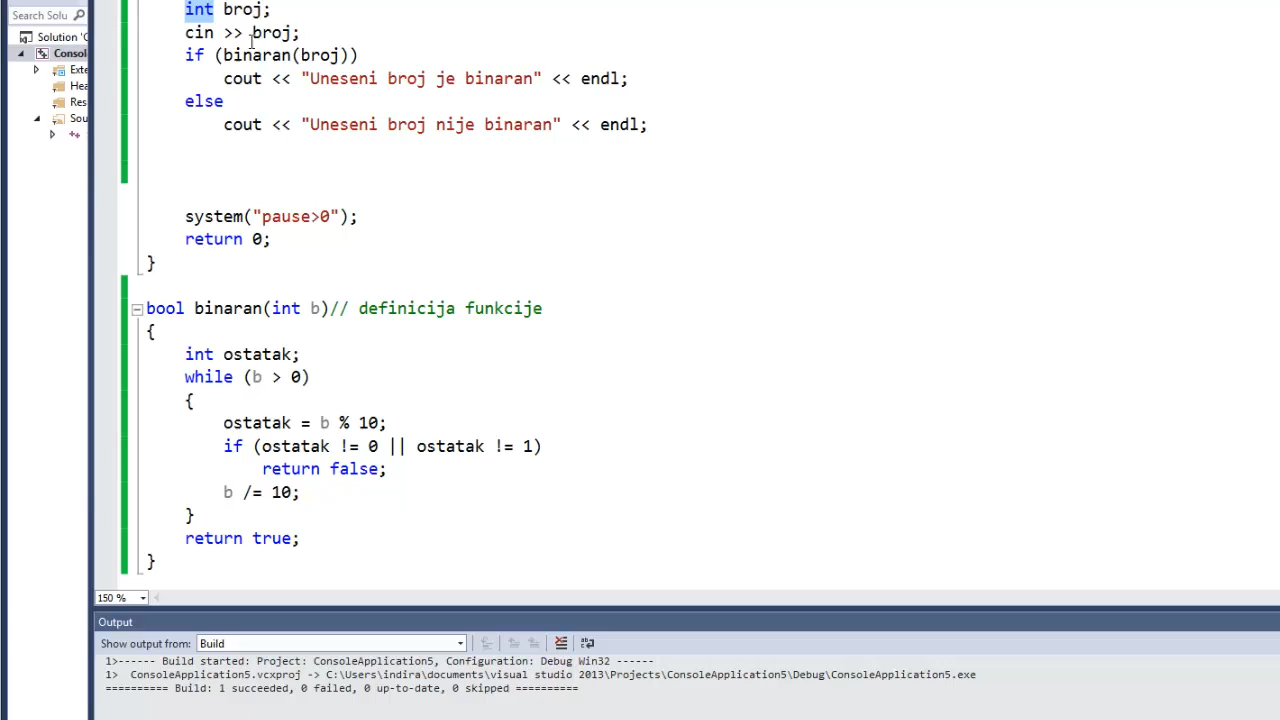 int broj;
Search Solu
cin >> broj;
Solution 'C
if (binaran(broj))
Consol
Exte
cout << "Uneseni broj je binaran" << endl;
Hea
else
Res
Sou
cout << "Uneseni broj nije binaran" << endl;
system("pause>0");
return 0;
}
bool binaran(int b)// definicija funkcije
{
int ostatak;
while (b > 0)
{
ostatak = b % 10;
if (ostatak != 0 || ostatak != 1)
return false;
b /= 10;
}
return true;
}
150 %
Output
Show output from: Build
1>------ Build started: Project: ConsoleApplication5, Configuration: Debug Win32 ------
1>  ConsoleApplication5.vcxproj -> C:\Users\indira\documents\visual studio 2013\Projects\ConsoleApplication5\Debug\ConsoleApplication5.exe
========== Build: 1 succeeded, 0 failed, 0 up-to-date, 0 skipped ==========